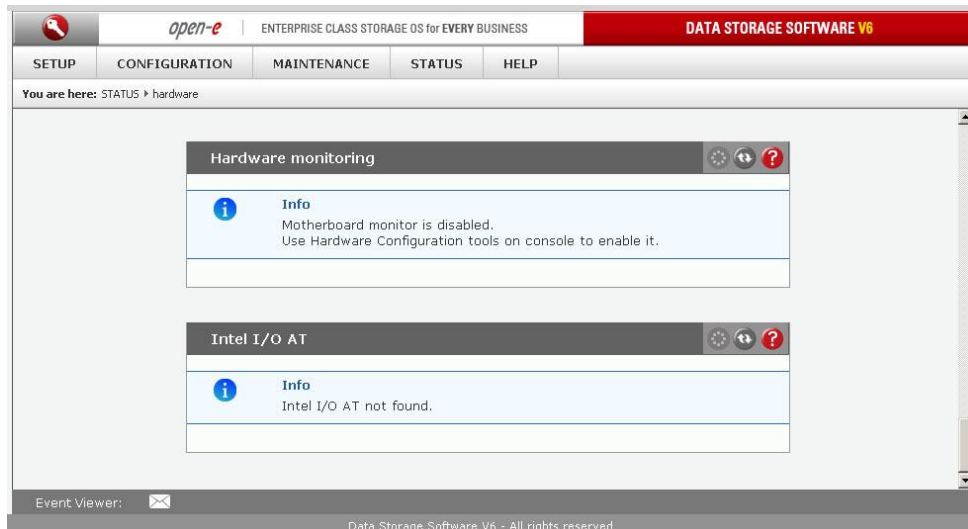 open-e
ENTERPRISE CLASS STORAGE OS for EVERY BUSINESS
DATA STORAGE SOFTWARE V6
SETUP CONFIGURATION MAINTENANCE STATUS HELP
You are here: STATUS hardware
Hardware monitoring
?
i
Info
Motherboard monitor is disabled.
Use Hardware Configuration tools on console to enable it.
Intel I/O AT
?
i
Info
Intel I/O AT not found.
Event Viewer:
Data Storage Software V6 - All rights reserved